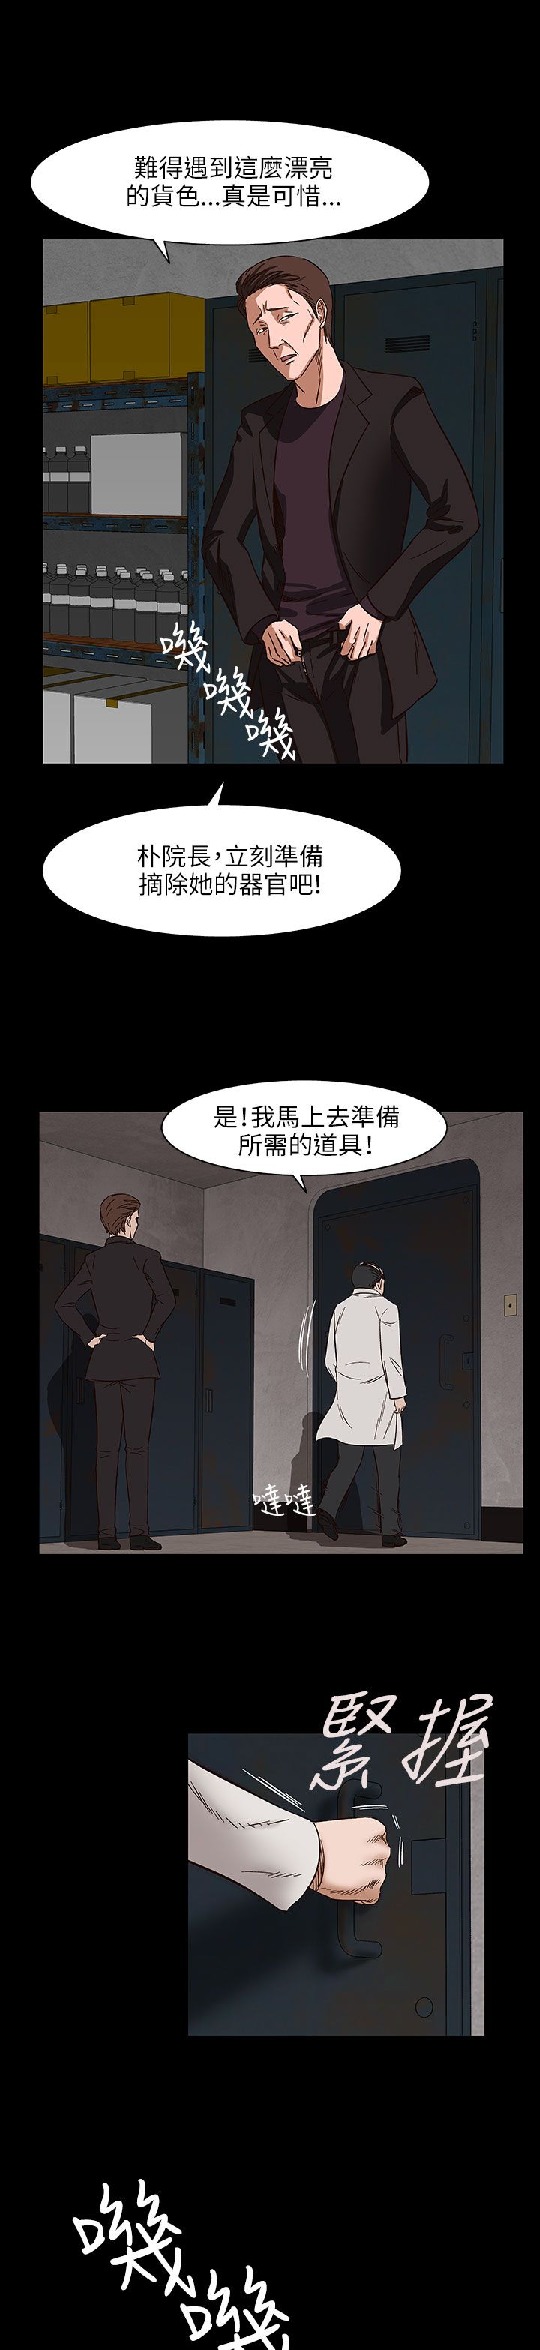 難得遇到這麼漂亮
的貨色...真是可惜...
嘰
嘰
嘰
朴院長，立刻準備
摘除她的器官吧!
是!我馬上去準備
所需的道具!
噠噠
緊握
嘰
嘰